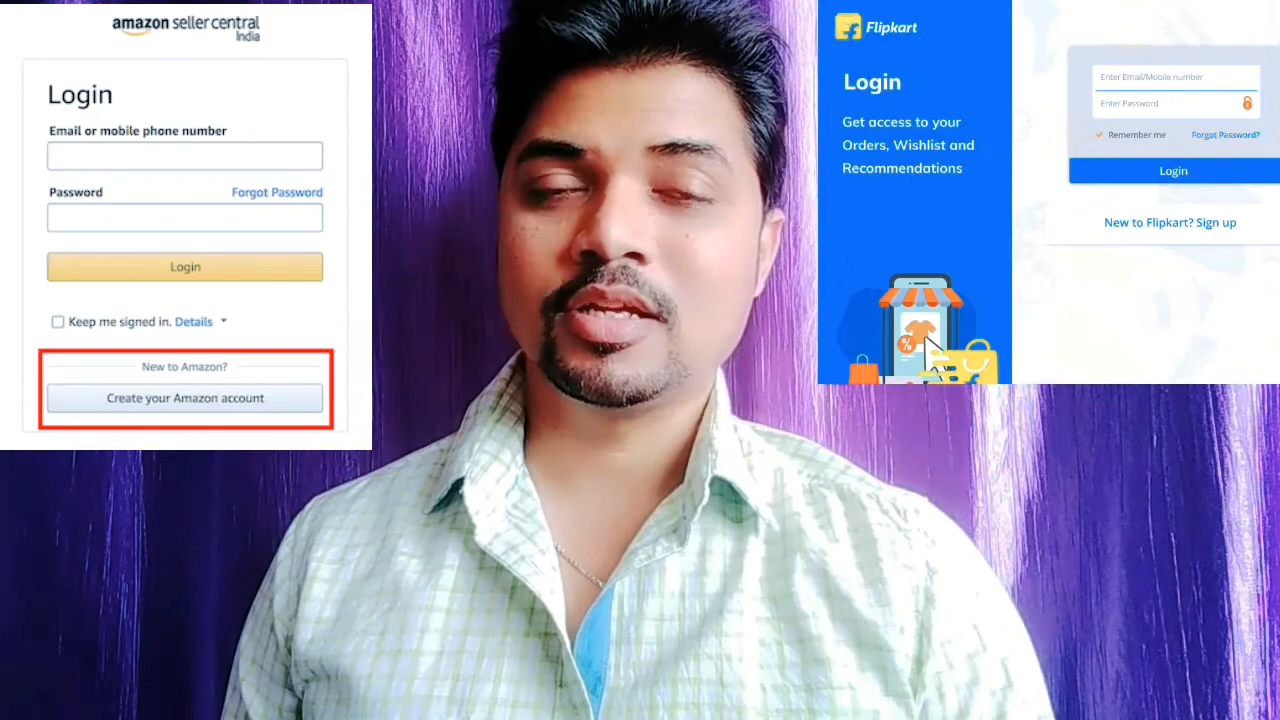 amazon seller central
India
Login
Email or mobile phone number
Password
Forgot Password
Login
Keep me signed in. Details
New to Amazon?
Create your Amazon account
Flipkart
Login
Get access to your
Orders, Wishlist and
Recommendations
Enter Email/Mobile number
Enter Password
Remember me
Forgot Password?
Login
New to Flipkart? Sign up
%